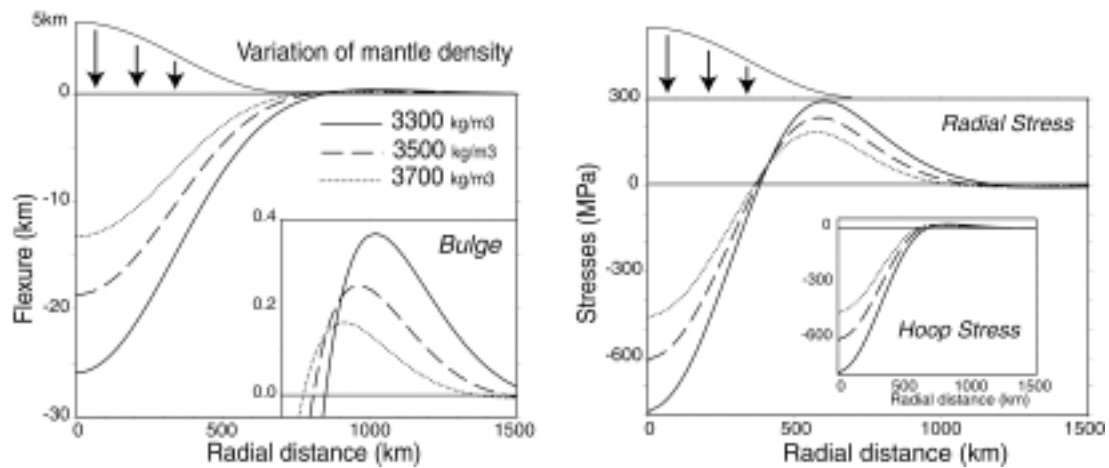 5km
Variation of mantle density
0
3300 kg/m3
3500 kg/m3
3700 kg/m3
-10
Flexure (km)
-20
-30
0.4
Bulge
0.2
0.0
0 500 1000 1500
Radial distance (km)
300
Radial Stress
0
Stresses (MPa)
-300
-600
0
-300
-600
Hoop Stress
0 500 1000 1500
Radial distance (km)
0 500 1000 1500
Radial distance (km)